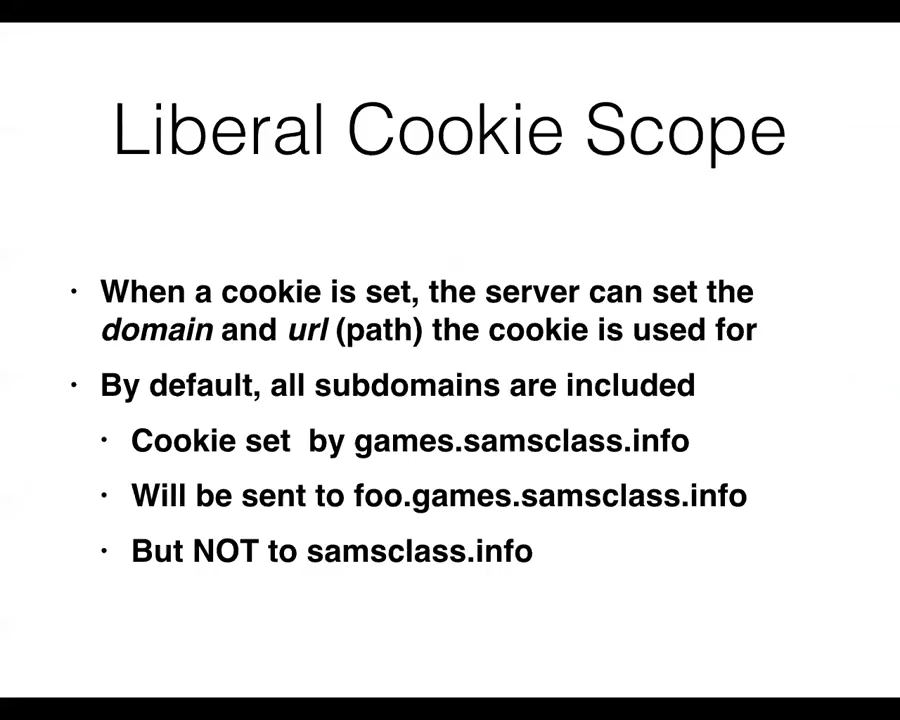 Liberal Cookie Scope
• When a cookie is set, the server can set the
domain and url (path) the cookie is used for
• By default, all subdomains are included
• Cookie set  by games.samsclass.info
• Will be sent to foo.games.samsclass.info
• But NOT to samsclass.info